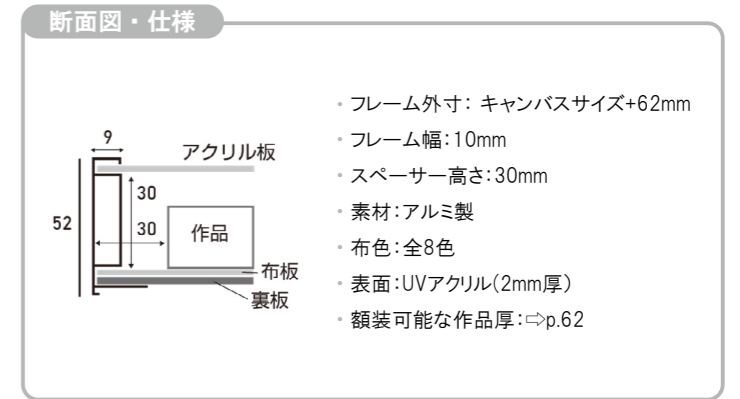 断面図・仕様
9
アクリル板
30
52
30
作品
布板
裏板
・フレーム外寸： キャンバスサイズ+62mm
・フレーム幅：10mm
・スペーサー高さ：30mm
・素材：アルミ製
・布色：全8色
・表面：UVアクリル（2mm厚）
・額装可能な作品厚：⇨p.62